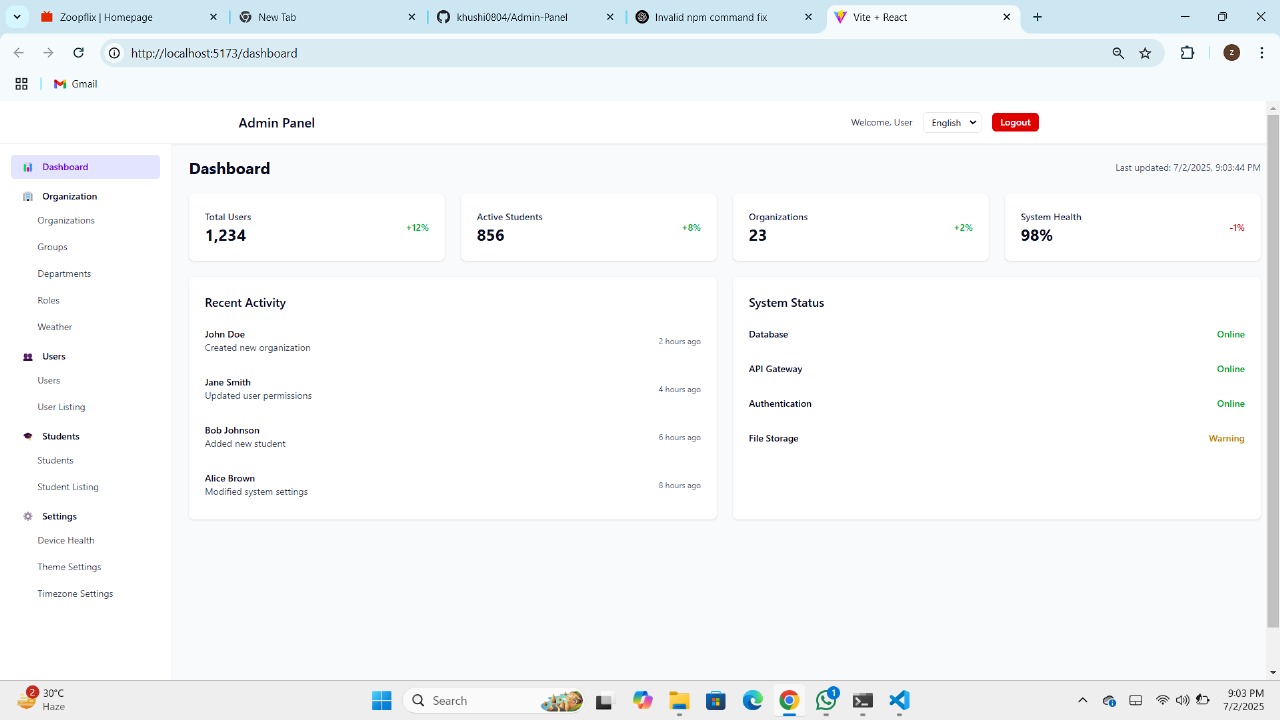 Zoopflix | Homepage
New Tab
khushi0804/Admin-Panel
Invalid npm command fix
Vite + React
http://localhost:5173/dashboard
z
Gmail
Admin Panel
Welcome, User
English
Logout
Dashboard
Organization
Organizations
Groups
Departments
Roles
Weather
Users
Users
User Listing
Students
Students
Student Listing
Settings
Device Health
Theme Settings
Timezone Settings
Dashboard
Last updated: 7/2/2025, 9:03:44 PM
Total Users
1,234
+12%
Active Students
856
+8%
Organizations
23
+2%
System Health
98%
-1%
Recent Activity
John Doe
Created new organization
2 hours ago
Jane Smith
Updated user permissions
4 hours ago
Bob Johnson
Added new student
6 hours ago
Alice Brown
Modified system settings
8 hours ago
System Status
Database Online
API Gateway Online
Authentication Online
File Storage Warning
2
30°C
Haze
Search
1
9:03 PM
7/2/2025